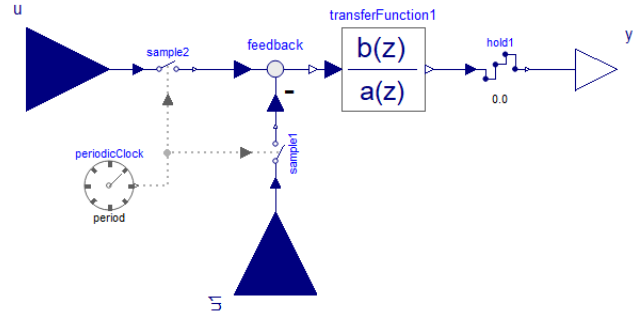 transferFunction1
u
y
sample2
feedback
hold1
b(z)
a(z)
-
0.0
sample1
periodicClock
period
u1